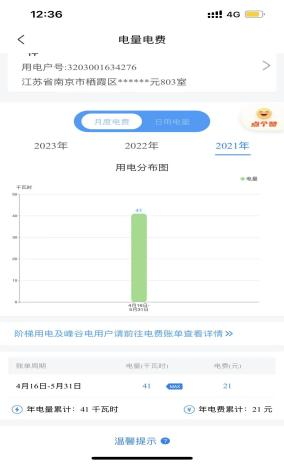 12:36
4G
电量电费
用电户号:3203001634276
江苏省南京市栖霞区******元803室
月度电费
日用电量
点个赞
2023年
2022年
2021年
用电分布图
电量
千瓦时
50
41
40
30
20
10
0
4月16日-
5月31日
阶梯用电及峰谷电用户请前往电费账单查看详情>>
账单周期
电量(千瓦时)
电费(元)
4月16日-5月31日
41
MAX
21
年电量累计：41 千瓦时
年电费累计：21 元
温馨提示 ?